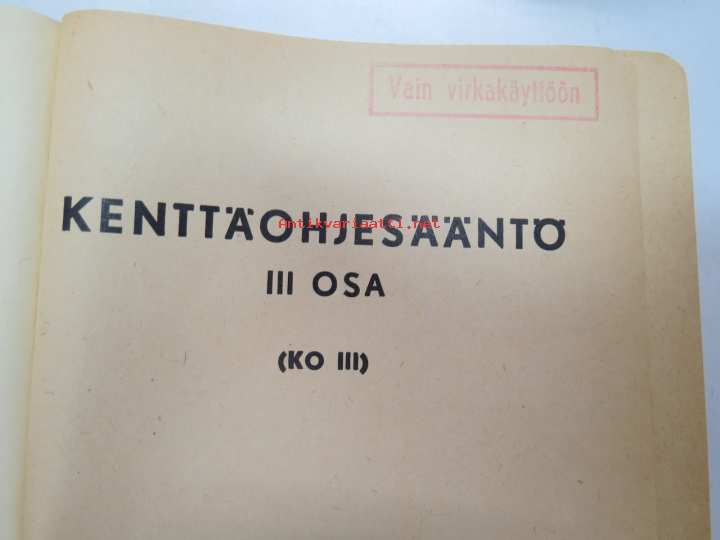 Vain virkakäyttöön
KENTTÄOHJESÄÄNTÖ
Antikvariaatti.net
III OSA
(KO III)